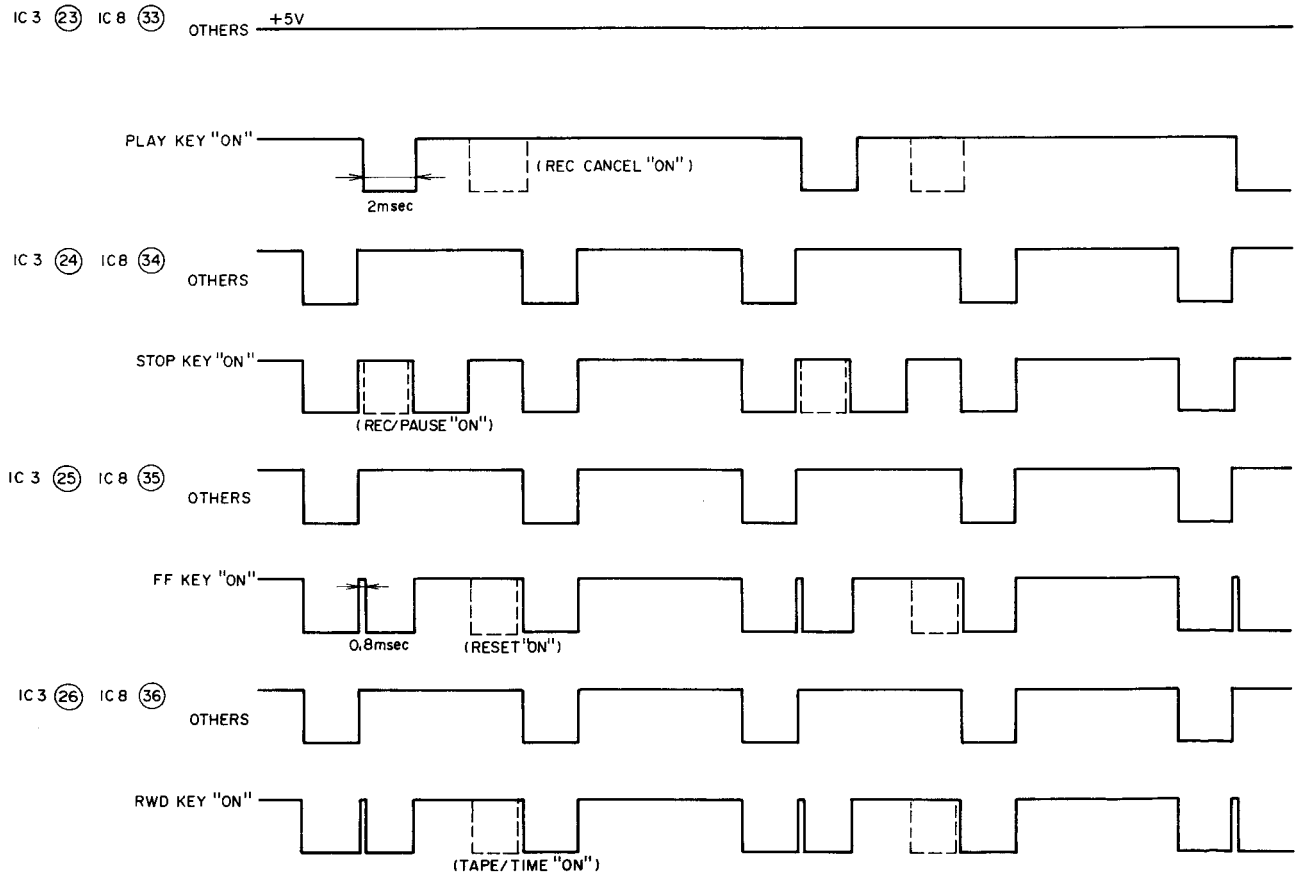 IC 3 (23) IC 8 (33) OTHERS +5V
PLAY KEY "ON"
(REC CANCEL "ON")
2msec
IC 3 (24) IC 8 (34) OTHERS
STOP KEY "ON"
(REC/PAUSE "ON")
IC 3 (25) IC 8 (35) OTHERS
FF KEY "ON"
0.8msec (RESET "ON")
IC 3 (26) IC 8 (36) OTHERS
RWD KEY "ON"
(TAPE/TIME "ON")